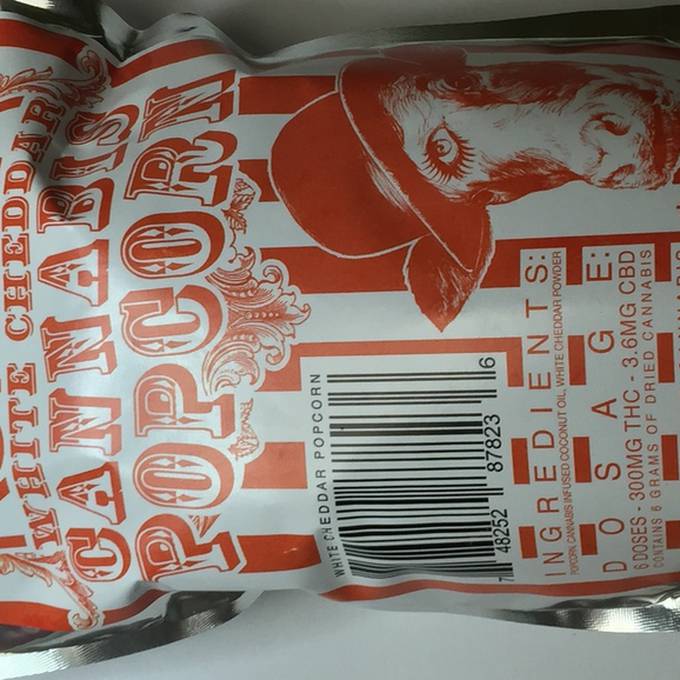 WHITE CHEDDAR
CANNABIS
POPCORN
WHITE CHEDDAR POPCORN
7 48252 87823 6
INGREDIENTS:
POPCORN, CANNABIS INFUSED COCONUT OIL, WHITE CHEDDAR POWDER
DOSAGE:
6 DOSES - 300MG THC - 3.6MG CBD
CONTAINS 6 GRAMS OF DRIED CANNABIS